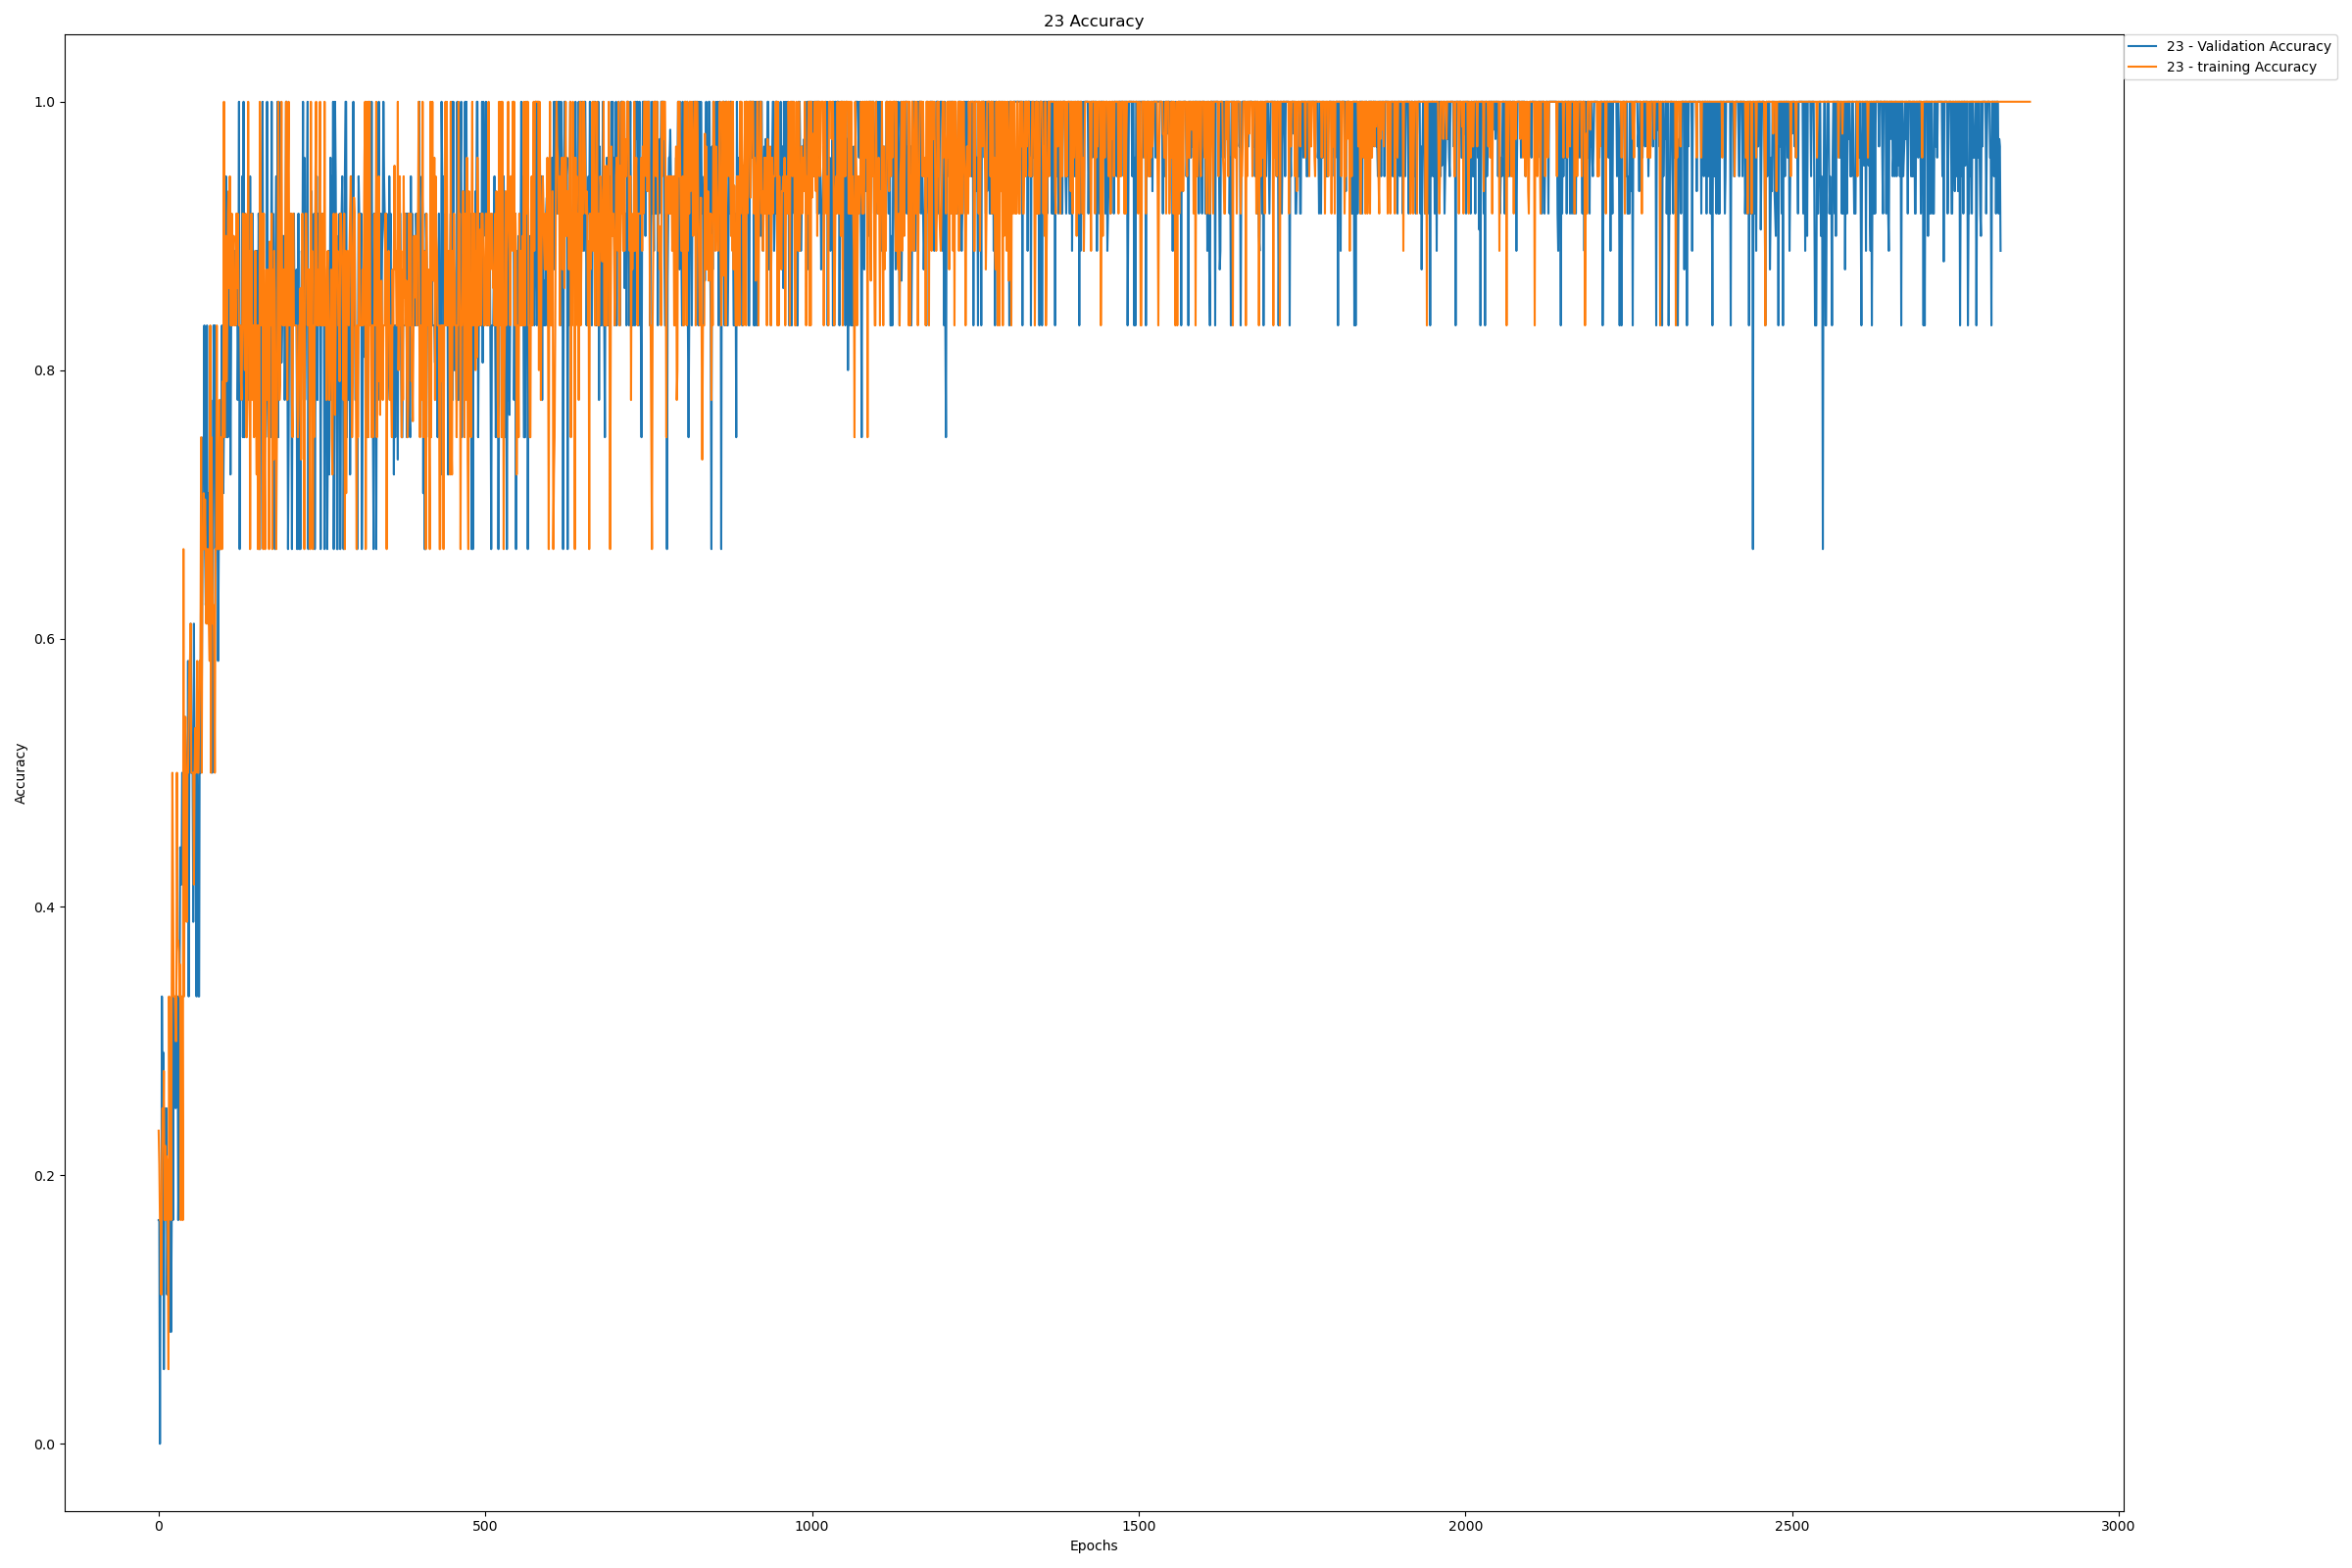 23 Accuracy
23 - Validation Accuracy
23 - training Accuracy
1.0
0.8
0.6
0.4
0.2
0.0
Accuracy
0 500 1000 1500 2000 2500 3000
Epochs